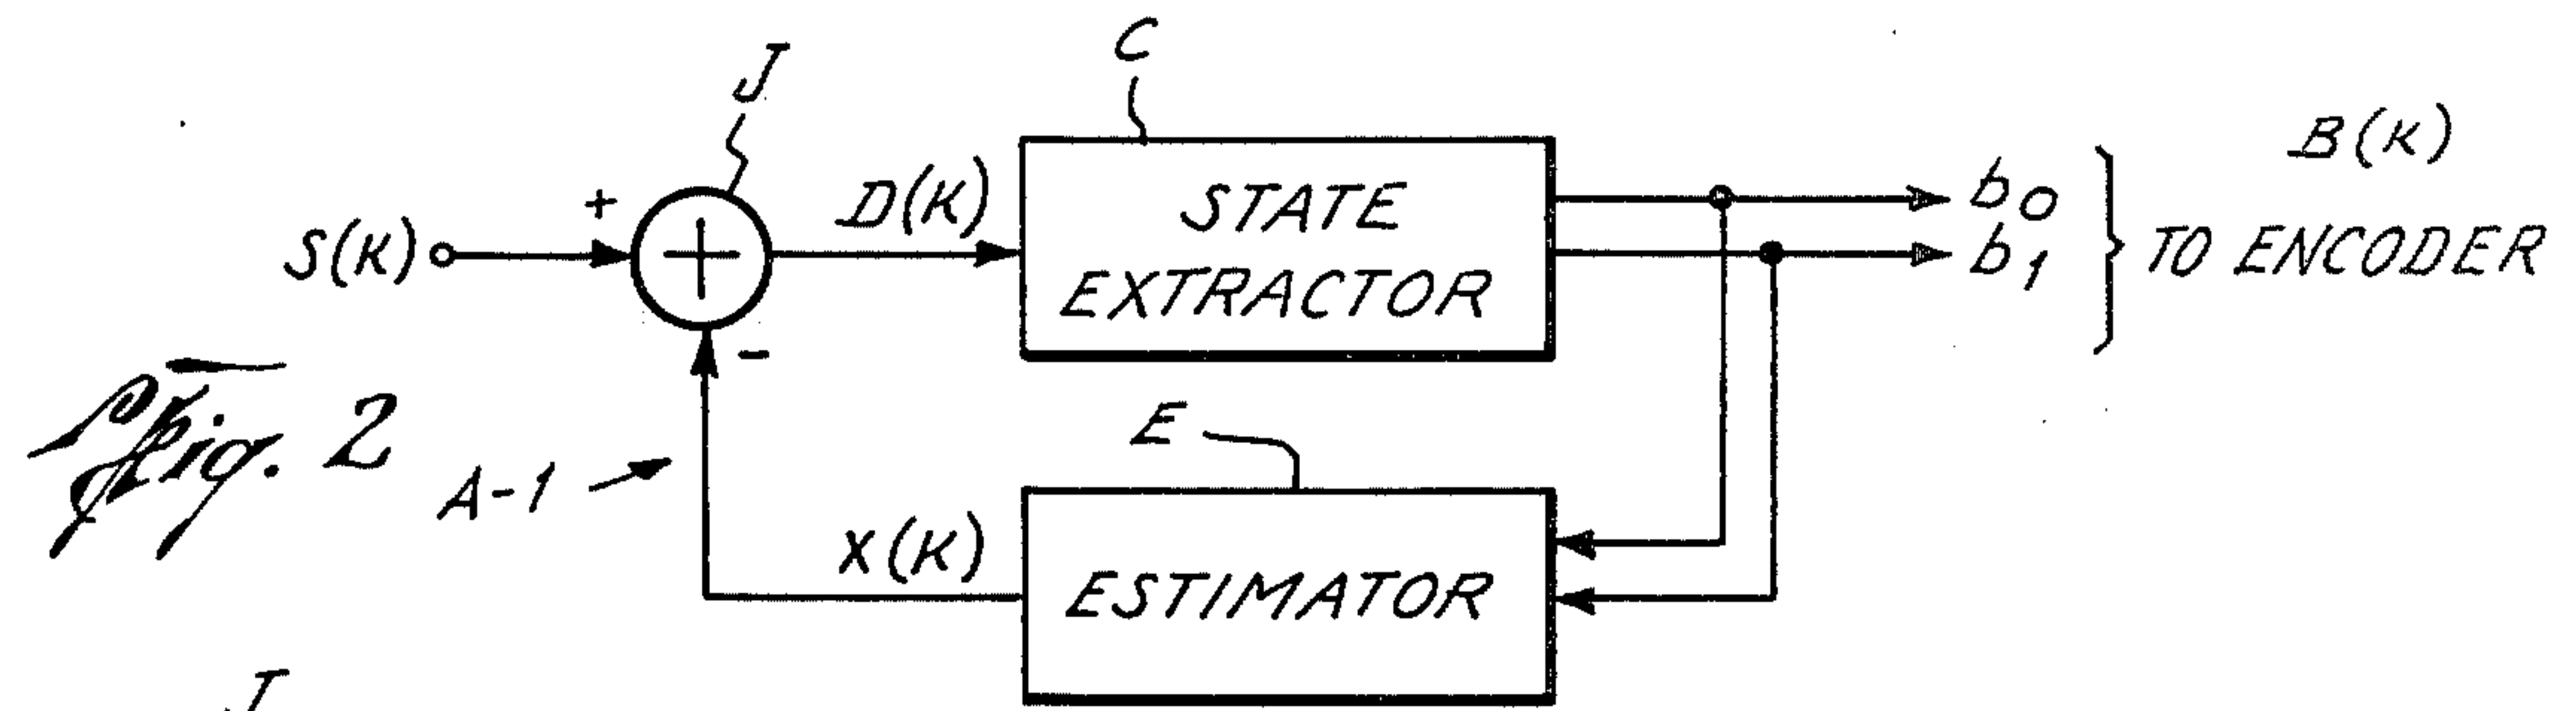 C
J
B(K)
S(K)
+
D(K)
STATE
EXTRACTOR
b0
b1
TO ENCODER
-
Fig. 2
A-1
E
X(K)
ESTIMATOR
J